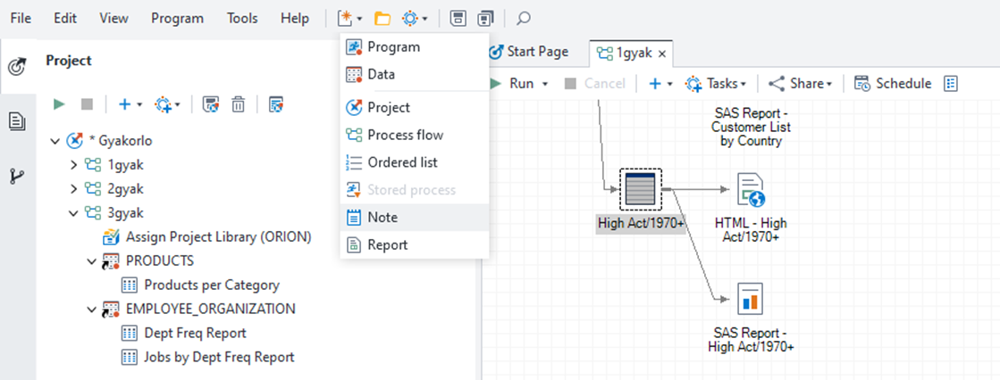 File Edit View Program Tools Help
Program
Data
Project
Process flow
Ordered list
Stored process
Note
Report
Project
* Gyakorlo
1gyak
2gyak
3gyak
Assign Project Library (ORION)
PRODUCTS
Products per Category
EMPLOYEE_ORGANIZATION
Dept Freq Report
Jobs by Dept Freq Report
Start Page 1gyak ×
Run Cancel Tasks Share Schedule
SAS Report -
Customer List
by Country
High Act/1970+
HTML - High
Act/1970+
SAS Report -
High Act/1970+